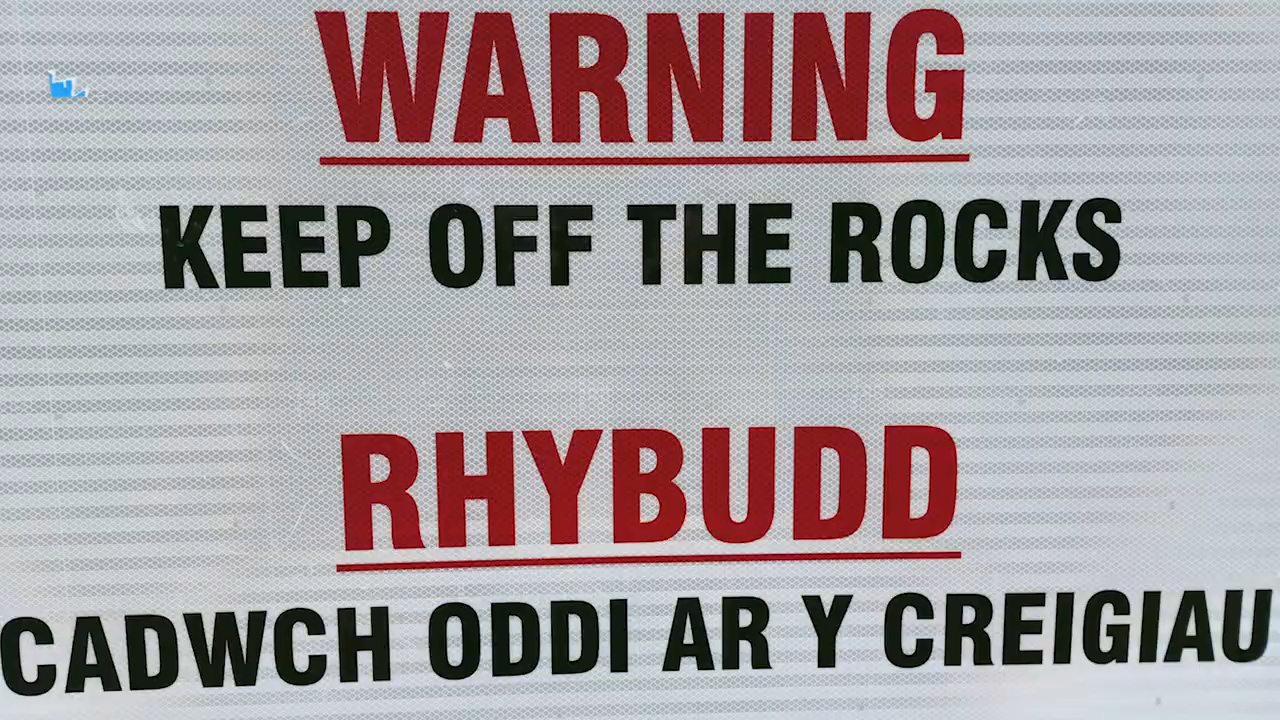 WARNING
KEEP OFF THE ROCKS
RHYBUDD
CADWCH ODDI AR Y CREIGIAU